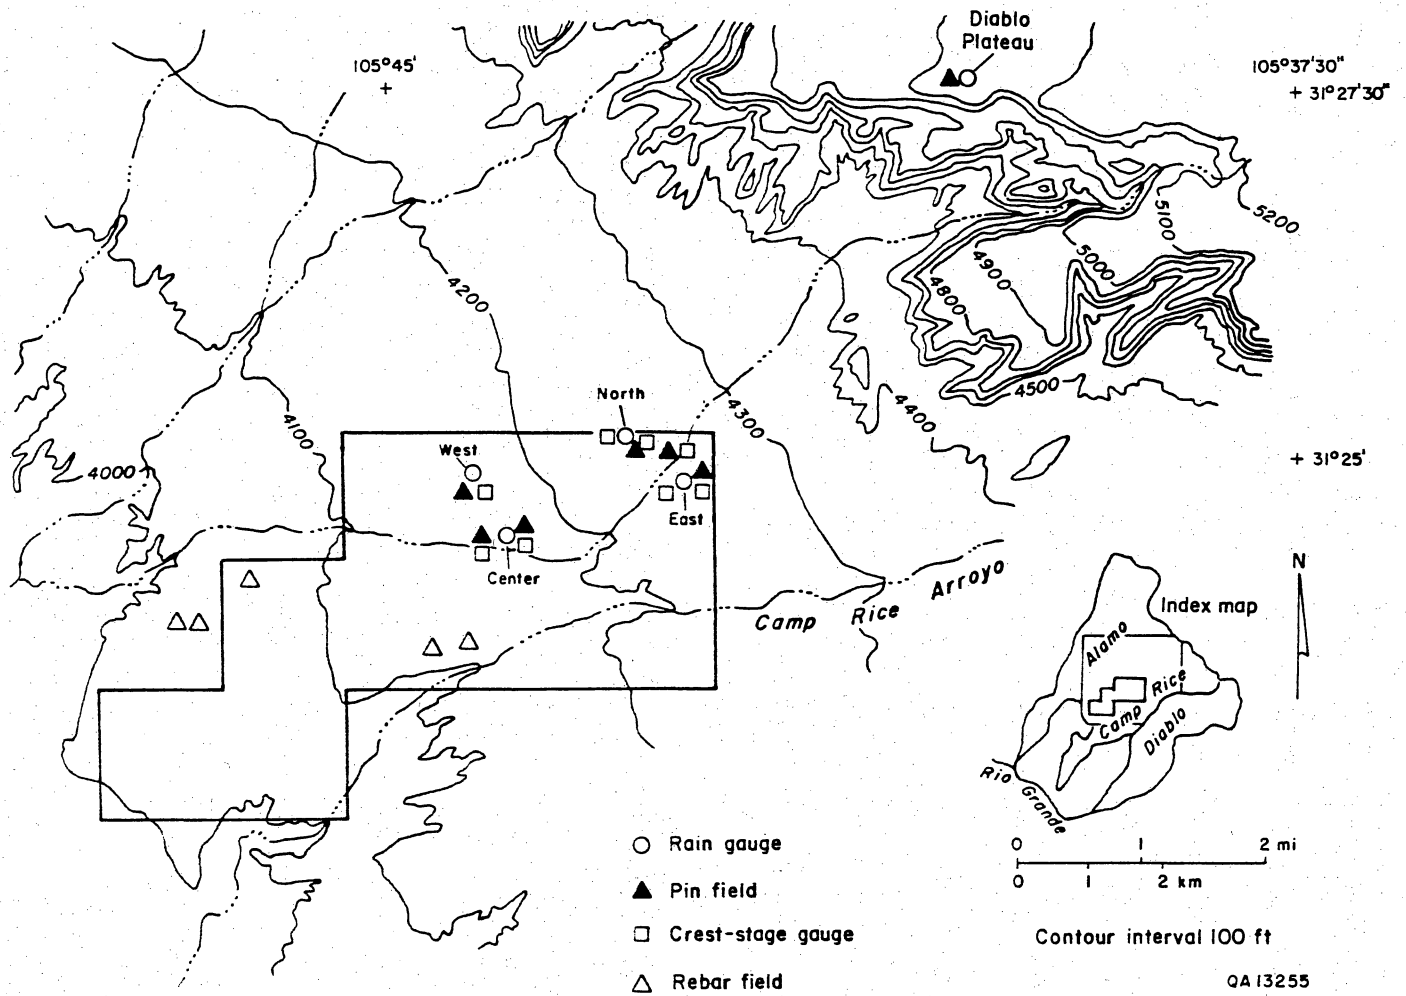 Diablo
Plateau
105°45'
105°37'30"
+ 31°27'30"
5200
5100
5000
4900
4800
4200
4500
4400
4300
4100
4000
North
West
+ 31°25'
East
Center
Camp Rice Arroyo
N
Index map
Alamo
Rice
Camp
Diablo
Rio
Grande
0 1 2 mi
0 1 2 km
Rain gauge
Pin field
Crest-stage gauge
Rebar field
Contour interval 100 ft
QA 13255